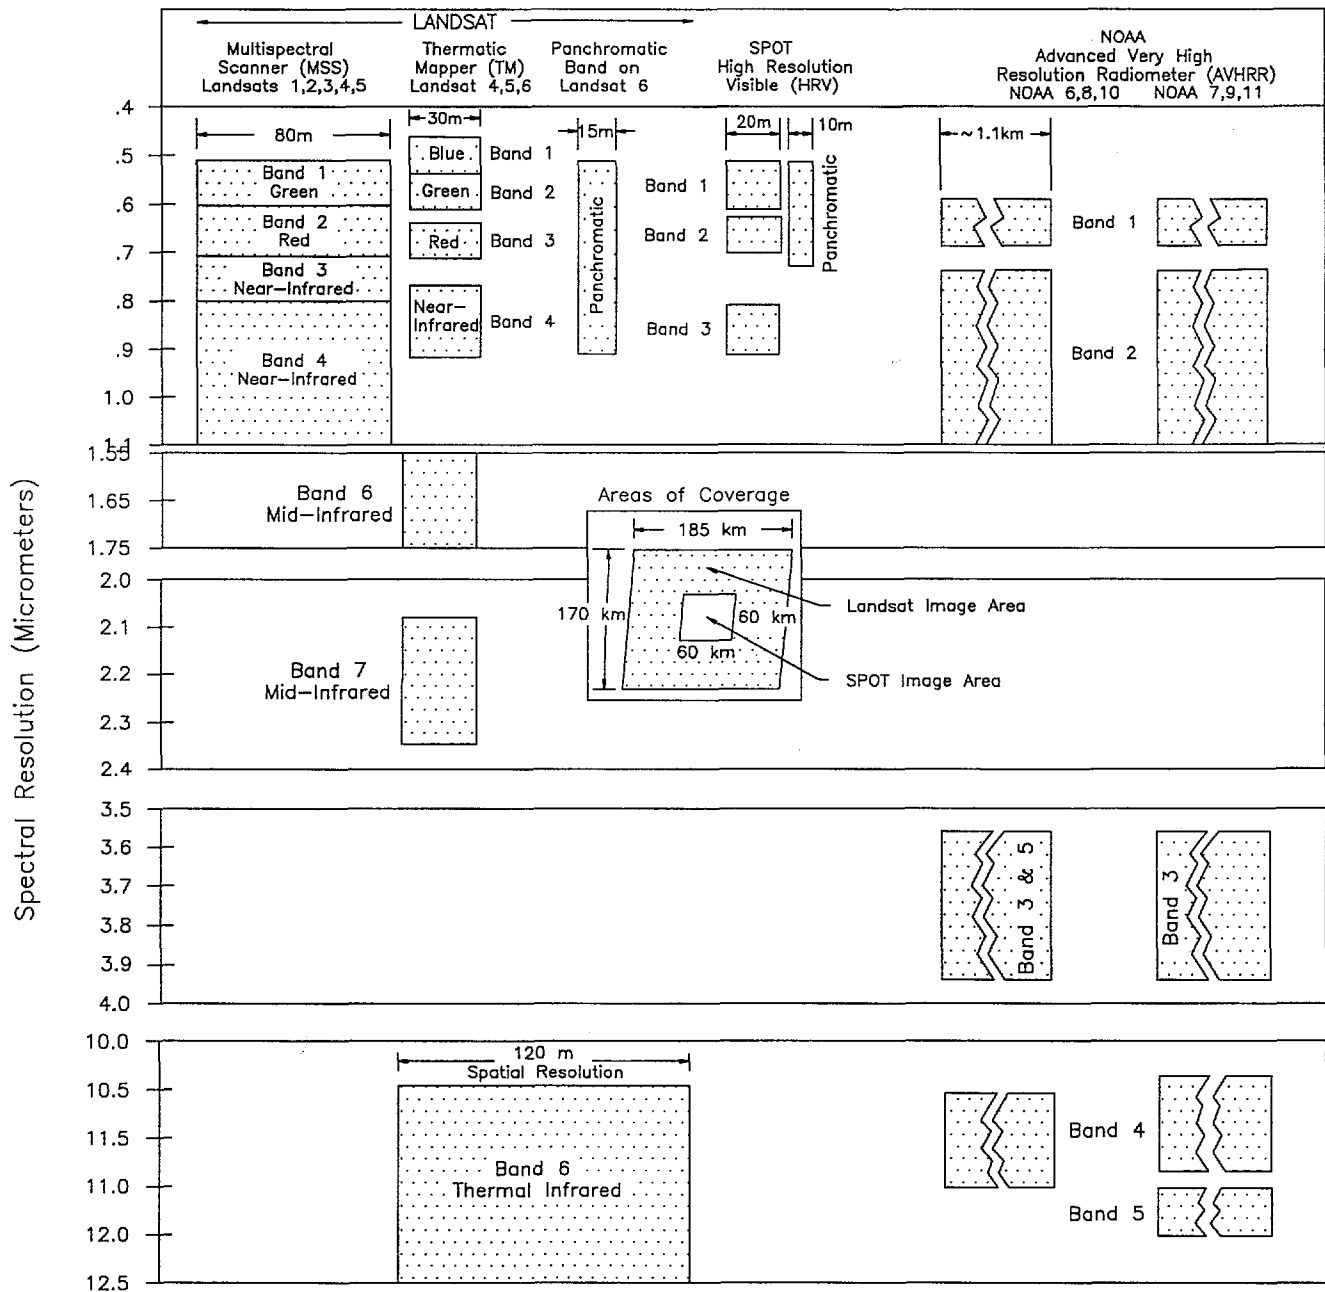 LANDSAT
Multispectral
Scanner (MSS)
Landsats 1,2,3,4,5
Thematic
Mapper (TM)
Landsat 4,5,6
Panchromatic
Band on
Landsat 6
SPOT
High Resolution
Visible (HRV)
NOAA
Advanced Very High
Resolution Radiometer (AVHRR)
NOAA 6,8,10 NOAA 7,9,11
Spectral Resolution (Micrometers)
.4
.5
.6
.7
.8
.9
1.0
1.1
80m
Band 1
Green
Band 2
Red
Band 3
Near-Infrared
Band 4
Near-Infrared
30m
Blue Band 1
Green Band 2
Red Band 3
Near-
Infrared
Band 4
15m
Panchromatic
20m
10m
Band 1
Band 2
Band 3
Panchromatic
~1.1km
Band 1
Band 2
1.55
1.65
1.75
Band 6
Mid-Infrared
Areas of Coverage
185 km
170 km
60 km
60 km
Landsat Image Area
SPOT Image Area
2.0
2.1
2.2
2.3
2.4
Band 7
Mid-Infrared
3.5
3.6
3.7
3.8
3.9
4.0
Band 3 & 5
Band 3
10.0
10.5
11.5
11.0
12.0
12.5
120 m
Spatial Resolution
Band 6
Thermal Infrared
Band 4
Band 5